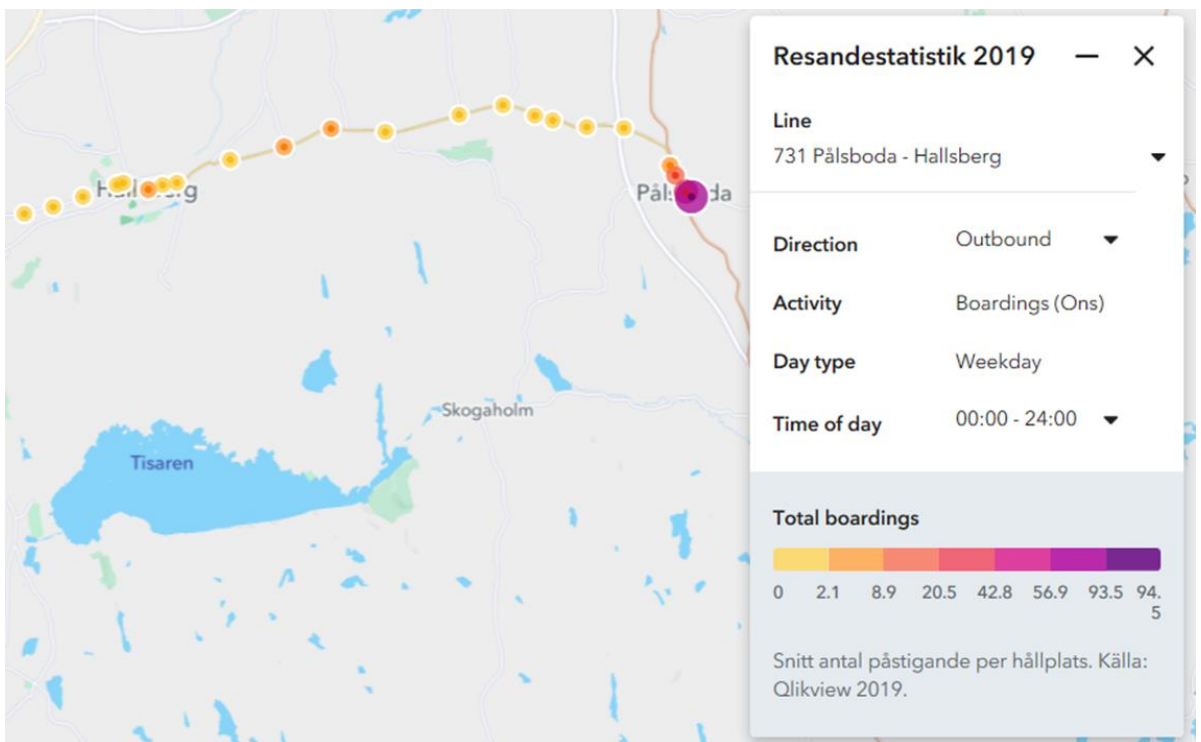 Resandestatistik 2019
Line
731 Pålsboda - Hallsberg
Direction Outbound
Activity Boardings (Ons)
Day type Weekday
Time of day 00:00 - 24:00
Total boardings
0 2.1 8.9 20.5 42.8 56.9 93.5 94.
5
Snitt antal påstigande per hållplats. Källa:
Qlikview 2019.
Skogaholm
Tisaren